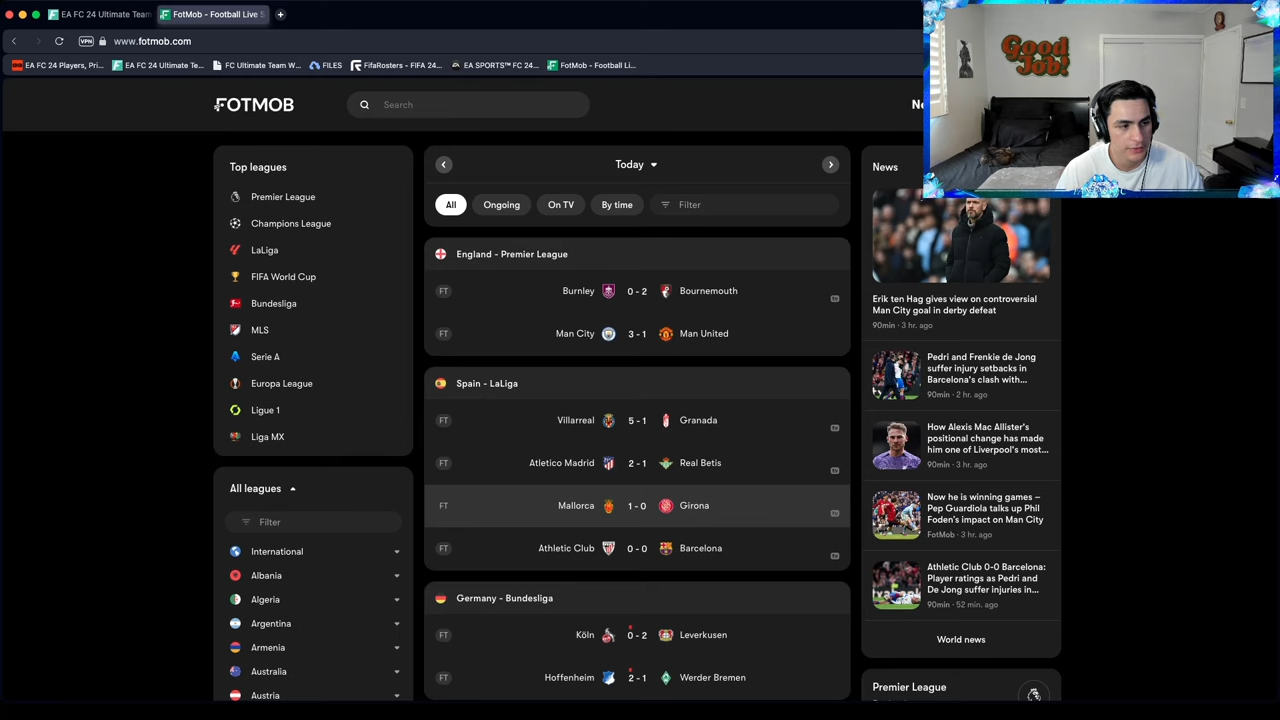 EA FC 24 Ultimate Team
FotMob - Football Live S
www.fotmob.com
VPN
EA FC 24 Players, Pri...
EA FC 24 Ultimate Te...
FC Ultimate Team W...
FILES
FifaRosters - FIFA 24...
EA SPORTS™ FC 24...
FotMob - Football Li...
FOTMOB
Search
Good
Job!
Top leagues
Premier League
Champions League
LaLiga
FIFA World Cup
Bundesliga
MLS
Serie A
Europa League
Ligue 1
Liga MX
All leagues
Filter
International
Albania
Algeria
Argentina
Armenia
Australia
Austria
Today
All
Ongoing
On TV
By time
Filter
England - Premier League
FT Burnley 0 - 2 Bournemouth
FT Man City 3 - 1 Man United
Spain - LaLiga
FT Villarreal 5 - 1 Granada
FT Atletico Madrid 2 - 1 Real Betis
FT Mallorca 1 - 0 Girona
FT Athletic Club 0 - 0 Barcelona
Germany - Bundesliga
FT Köln 0 - 2 Leverkusen
FT Hoffenheim 2 - 1 Werder Bremen
News
Erik ten Hag gives view on controversial
Man City goal in derby defeat
90min · 3 hr. ago
Pedri and Frenkie de Jong
suffer injury setbacks in
Barcelona's clash with...
90min · 2 hr. ago
How Alexis Mac Allister's
positional change has made
him one of Liverpool's most...
90min · 3 hr. ago
Now he is winning games –
Pep Guardiola talks up Phil
Foden's impact on Man City
FotMob · 3 hr. ago
Athletic Club 0-0 Barcelona:
Player ratings as Pedri and
De Jong suffer injuries in...
90min · 52 min. ago
World news
Premier League